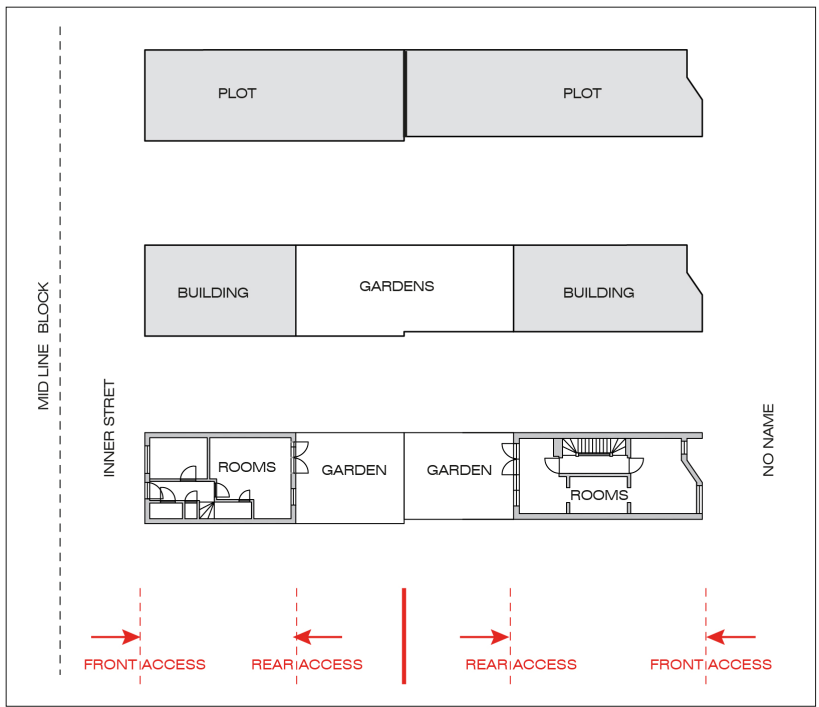 PLOT PLOT
BUILDING GARDENS BUILDING
MID LINE BLOCK
INNER STRET
NO NAME
ROOMS GARDEN GARDEN ROOMS
FRONT ACCESS REAR ACCESS REAR ACCESS FRONT ACCESS